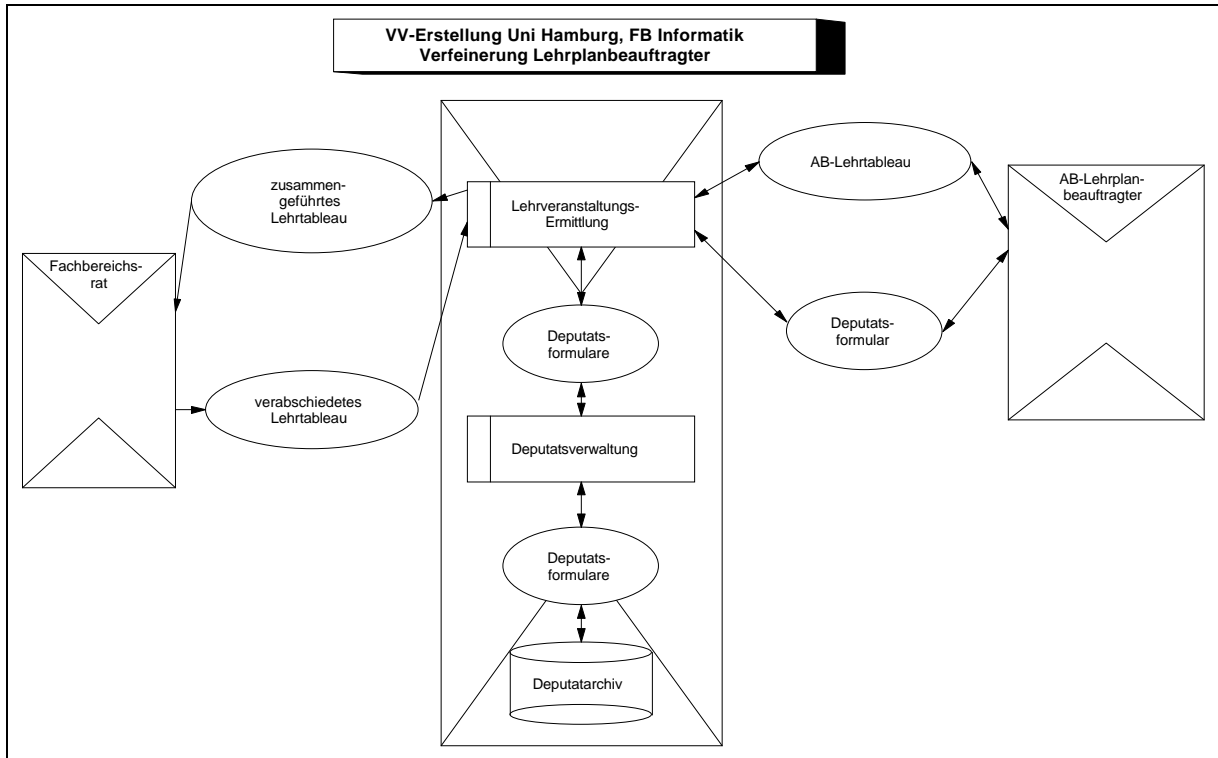 VV-Erstellung Uni Hamburg, FB Informatik
Verfeinerung Lehrplanbeauftragter
zusammen-
geführtes
Lehrtableau
Lehrveranstaltungs-
Ermittlung
AB-Lehrtableau
AB-Lehrplan-
beauftragter
Fachbereichs-
rat
Deputats-
formulare
Deputats-
formular
verabschiedetes
Lehrtableau
Deputatsverwaltung
Deputats-
formulare
Deputatarchiv